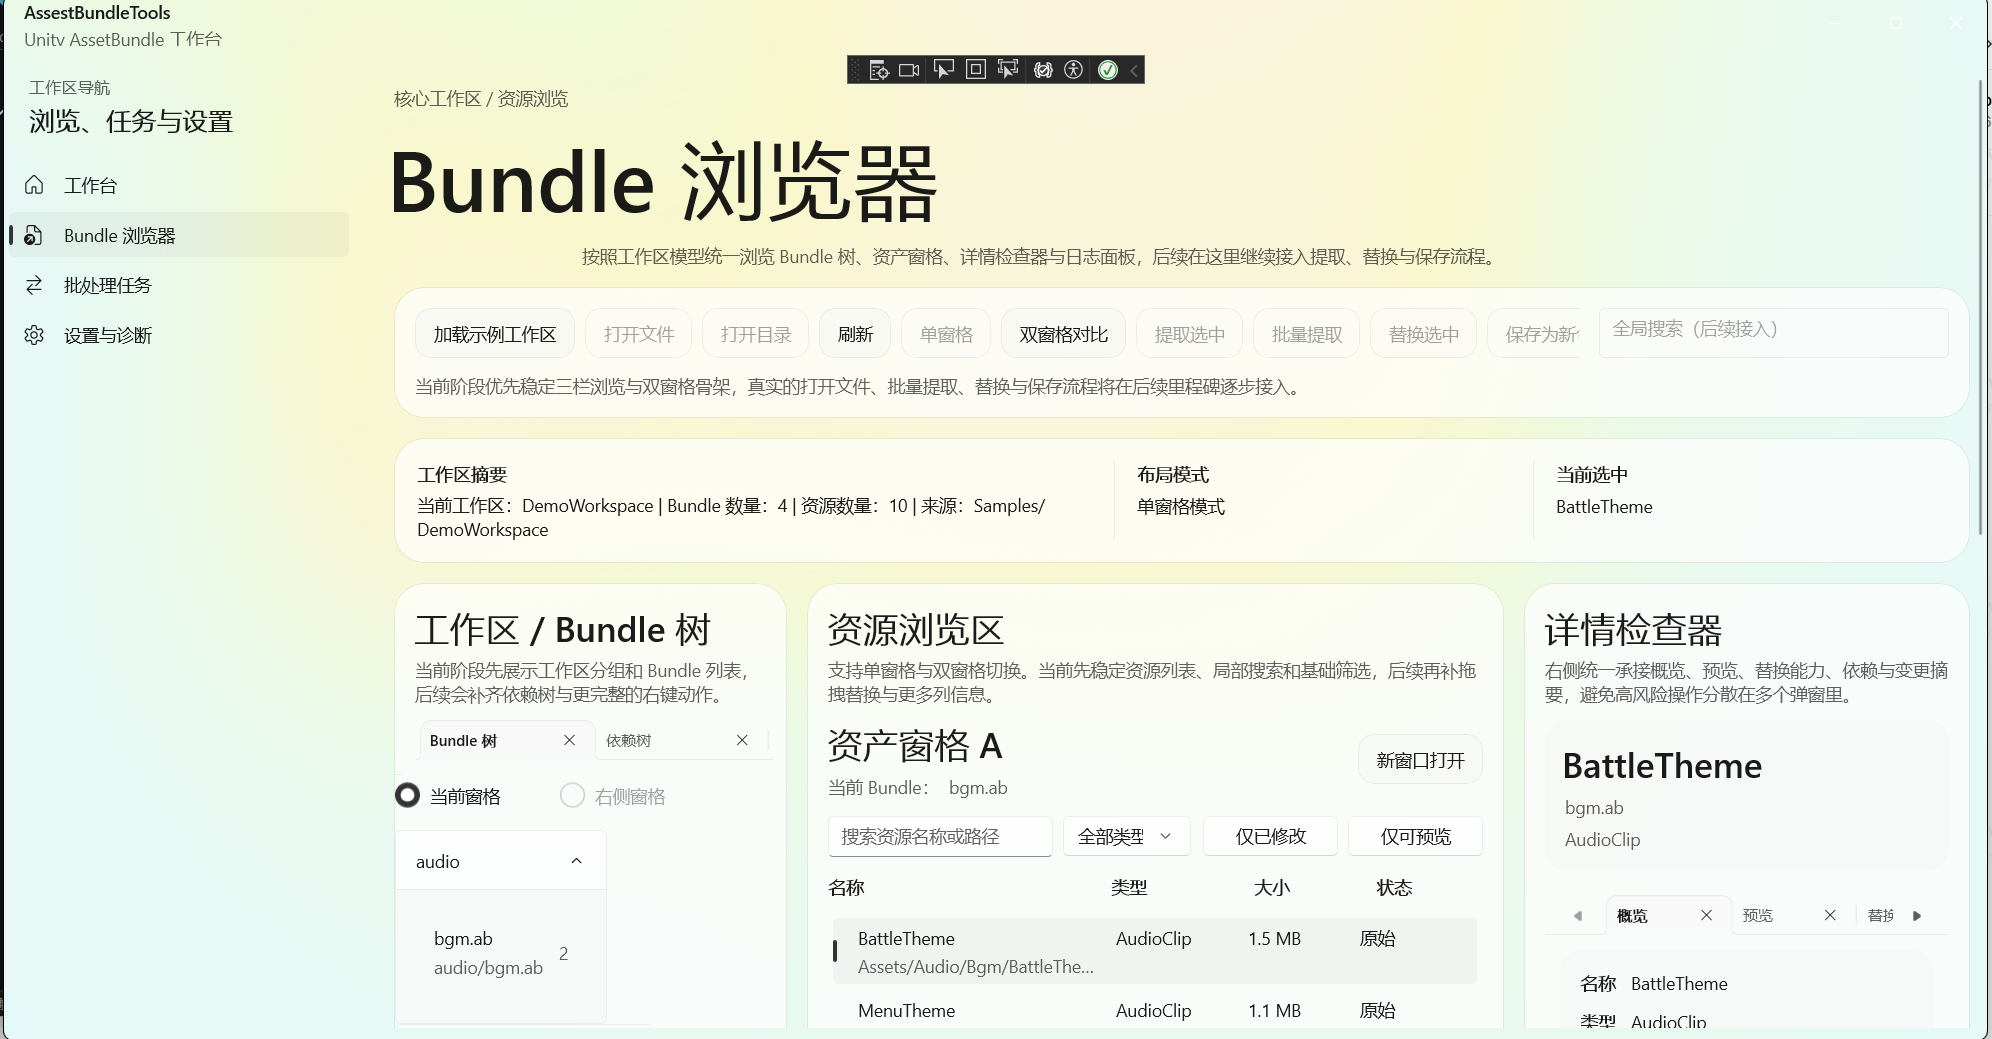 AssestBundleTools
Unity AssetBundle 工作台
工作区导航
浏览、任务与设置
工作台
Bundle 浏览器
批处理任务
设置与诊断
核心工作区 / 资源浏览
Bundle 浏览器
按照工作区模型统一浏览 Bundle 树、资产窗格、详情检查器与日志面板，后续在这里继续接入提取、替换与保存流程。
加载示例工作区 打开文件 打开目录 刷新 单窗格 双窗格对比 提取选中 批量提取 替换选中 保存为新 全局搜索（后续接入）
当前阶段优先稳定三栏浏览与双窗格骨架，真实的打开文件、批量提取、替换与保存流程将在后续里程碑逐步接入。
工作区摘要
当前工作区：DemoWorkspace | Bundle 数量：4 | 资源数量：10 | 来源：Samples/
DemoWorkspace
布局模式
单窗格模式
当前选中
BattleTheme
工作区 / Bundle 树
当前阶段先展示工作区分组和 Bundle 列表，
后续会补齐依赖树与更完整的右键动作。
Bundle 树 依赖树
当前窗格 右侧窗格
audio
bgm.ab
audio/bgm.ab
2
资源浏览区
支持单窗格与双窗格切换。当前先稳定资源列表、局部搜索和基础筛选，后续再补拖
拽替换与更多列信息。
资产窗格 A
当前 Bundle： bgm.ab
新窗口打开
搜索资源名称或路径 全部类型 仅已修改 仅可预览
名称 类型 大小 状态
BattleTheme AudioClip 1.5 MB 原始
Assets/Audio/Bgm/BattleThe...
MenuTheme AudioClip 1.1 MB 原始
详情检查器
右侧统一承接概览、预览、替换能力、依赖与变更摘
要，避免高风险操作分散在多个弹窗里。
BattleTheme
bgm.ab
AudioClip
概览 预览 替换
名称 BattleTheme
类型 AudioClip